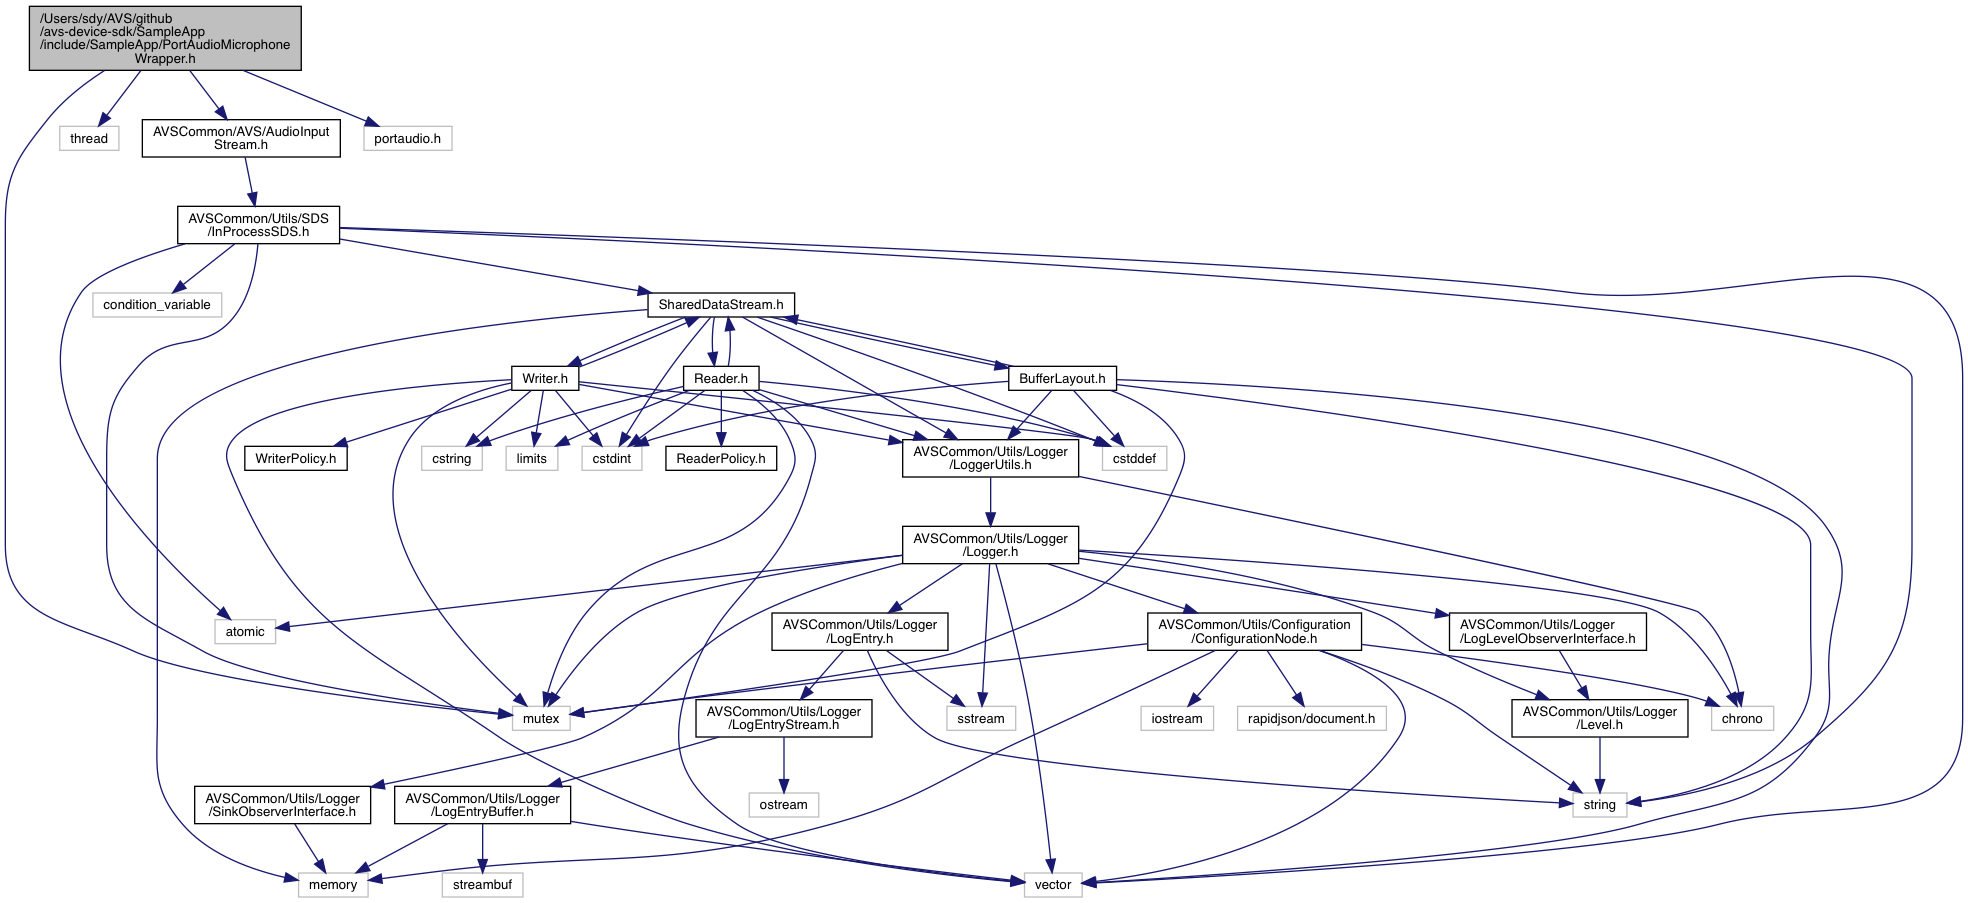 /Users/sdy/AVS/github
/avs-device-sdk/SampleApp
/include/SampleApp/PortAudioMicrophone
Wrapper.h
thread
AVSCommon/AVS/AudioInput
Stream.h
portaudio.h
AVSCommon/Utils/SDS
/InProcessSDS.h
condition_variable
SharedDataStream.h
Writer.h
Reader.h
BufferLayout.h
WriterPolicy.h
cstring
limits
cstdint
ReaderPolicy.h
AVSCommon/Utils/Logger
/LoggerUtils.h
cstddef
AVSCommon/Utils/Logger
/Logger.h
atomic
AVSCommon/Utils/Logger
/LogEntry.h
AVSCommon/Utils/Configuration
/ConfigurationNode.h
AVSCommon/Utils/Logger
/LogLevelObserverInterface.h
mutex
AVSCommon/Utils/Logger
/LogEntryStream.h
sstream
iostream
rapidjson/document.h
AVSCommon/Utils/Logger
/Level.h
chrono
AVSCommon/Utils/Logger
/SinkObserverInterface.h
AVSCommon/Utils/Logger
/LogEntryBuffer.h
ostream
string
memory
streambuf
vector